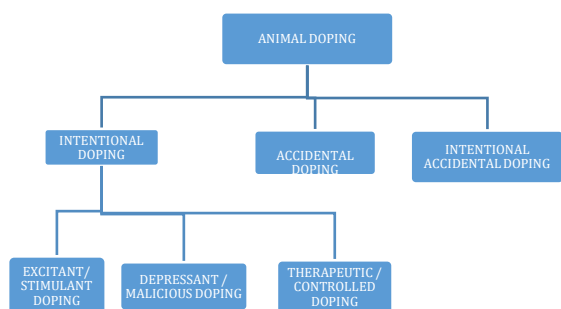 ANIMAL DOPING
INTENTIONAL
DOPING
ACCIDENTAL
DOPING
INTENTIONAL
ACCIDENTAL DOPING
EXCITANT/
STIMULANT
DOPING
DEPRESSANT /
MALICIOUS DOPING
THERAPEUTIC /
CONTROLLED
DOPING